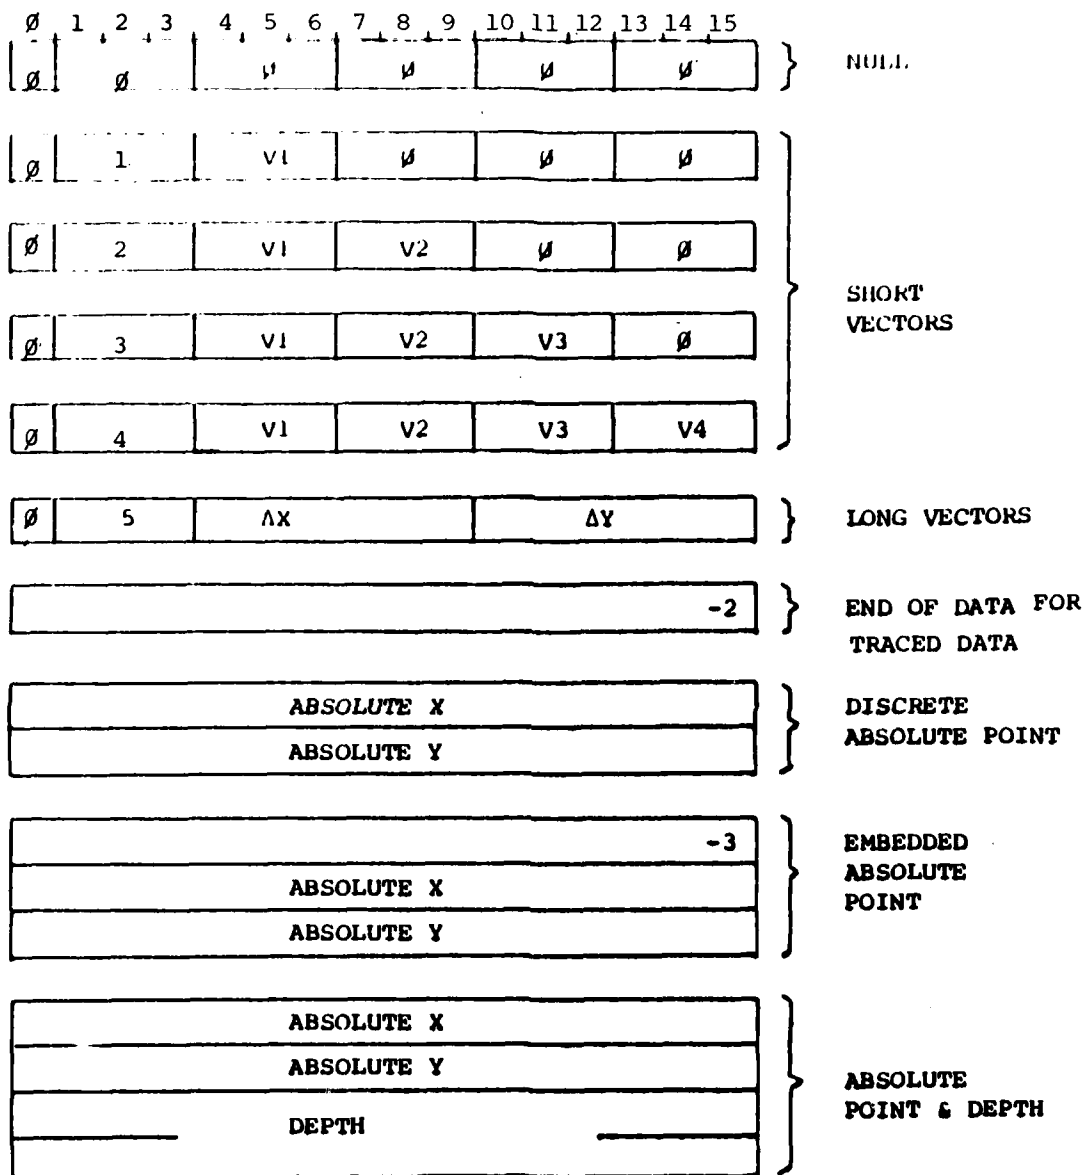 Ø 1 2 3 4 5 6 7 8 9 10 11 12 13 14 15
Ø Ø Ø Ø Ø Ø NULL
Ø 1 V1 Ø Ø Ø
Ø 2 V1 V2 Ø Ø
SHORT
VECTORS
Ø 3 V1 V2 V3 Ø
Ø 4 V1 V2 V3 V4
Ø 5 ΔX ΔY LONG VECTORS
-2 END OF DATA FOR
TRACED DATA
ABSOLUTE X DISCRETE
ABSOLUTE Y ABSOLUTE POINT
-3 EMBEDDED
ABSOLUTE X ABSOLUTE
ABSOLUTE Y POINT
ABSOLUTE X
ABSOLUTE Y
DEPTH
ABSOLUTE
POINT & DEPTH